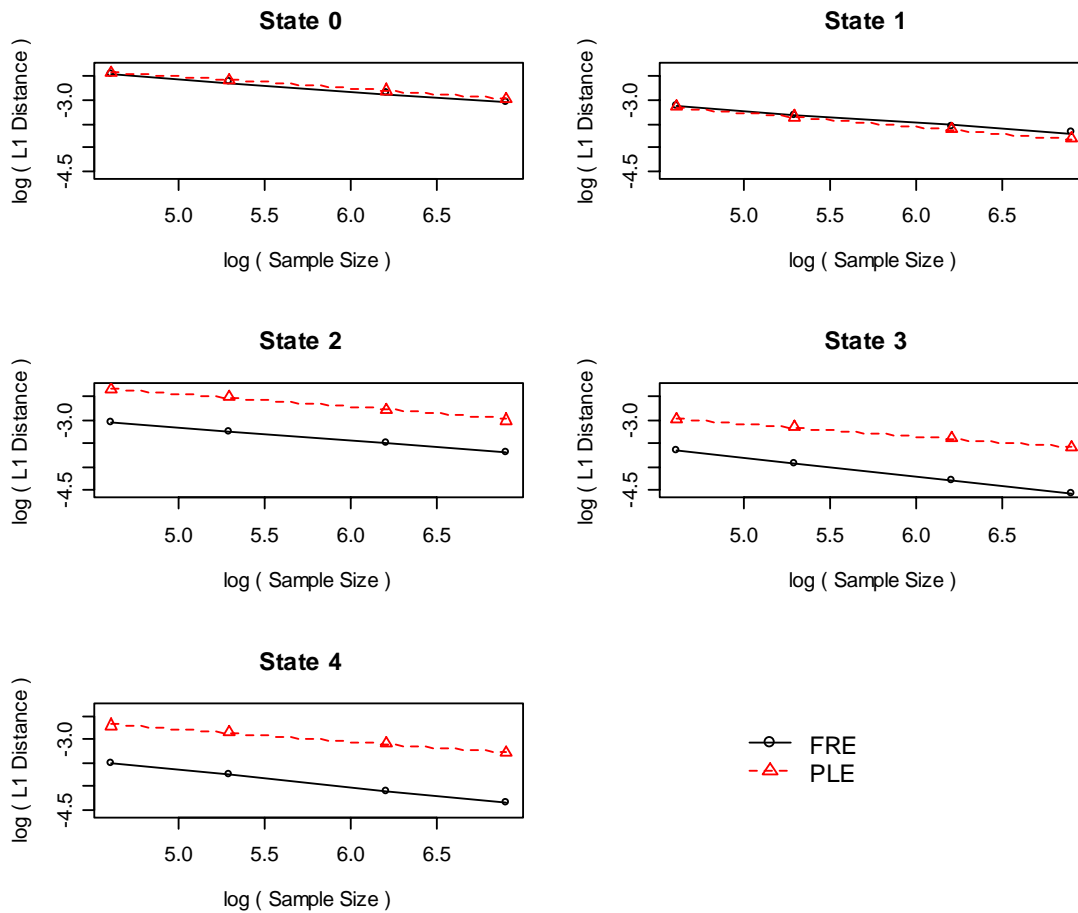 State 0
log ( L1 Distance )
-3.0
-4.5
5.0 5.5 6.0 6.5
log ( Sample Size )
State 1
log ( L1 Distance )
-3.0
-4.5
5.0 5.5 6.0 6.5
log ( Sample Size )
State 2
log ( L1 Distance )
-3.0
-4.5
5.0 5.5 6.0 6.5
log ( Sample Size )
State 3
log ( L1 Distance )
-3.0
-4.5
5.0 5.5 6.0 6.5
log ( Sample Size )
State 4
log ( L1 Distance )
-3.0
-4.5
5.0 5.5 6.0 6.5
log ( Sample Size )
FRE
PLE